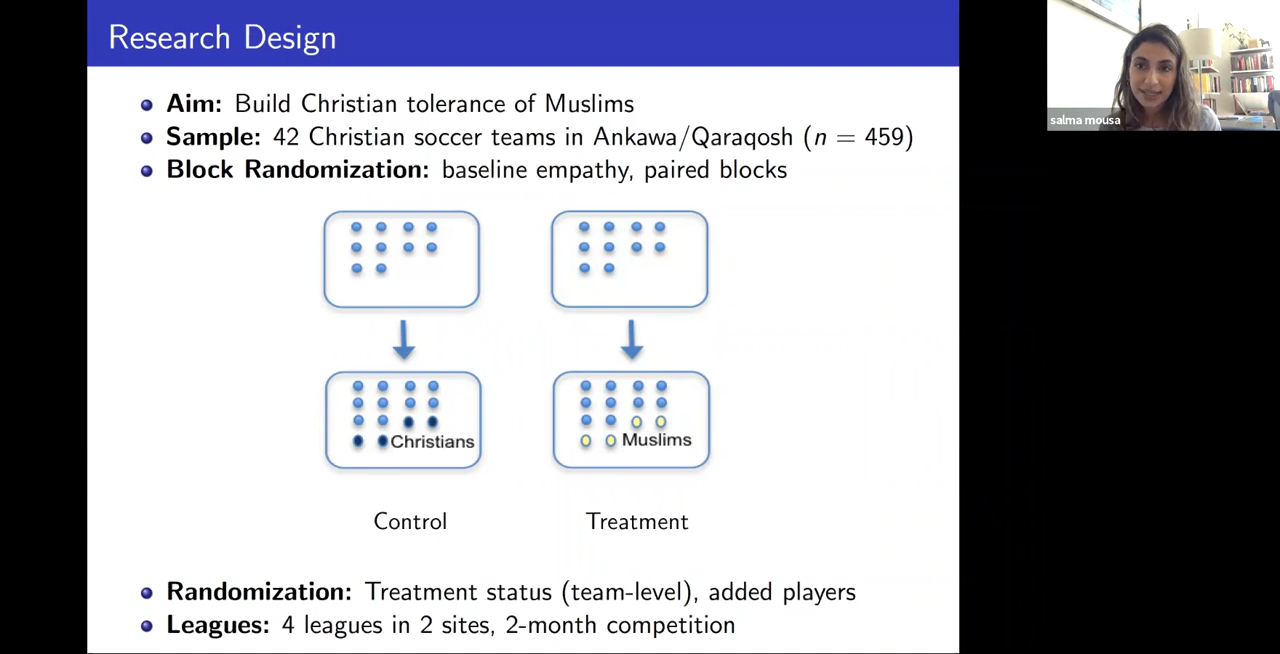 Research Design
Aim: Build Christian tolerance of Muslims
Sample: 42 Christian soccer teams in Ankawa/Qaraqosh (n = 459)
Block Randomization: baseline empathy, paired blocks
Christians
Muslims
Control
Treatment
Randomization: Treatment status (team-level), added players
Leagues: 4 leagues in 2 sites, 2-month competition
salma mousa